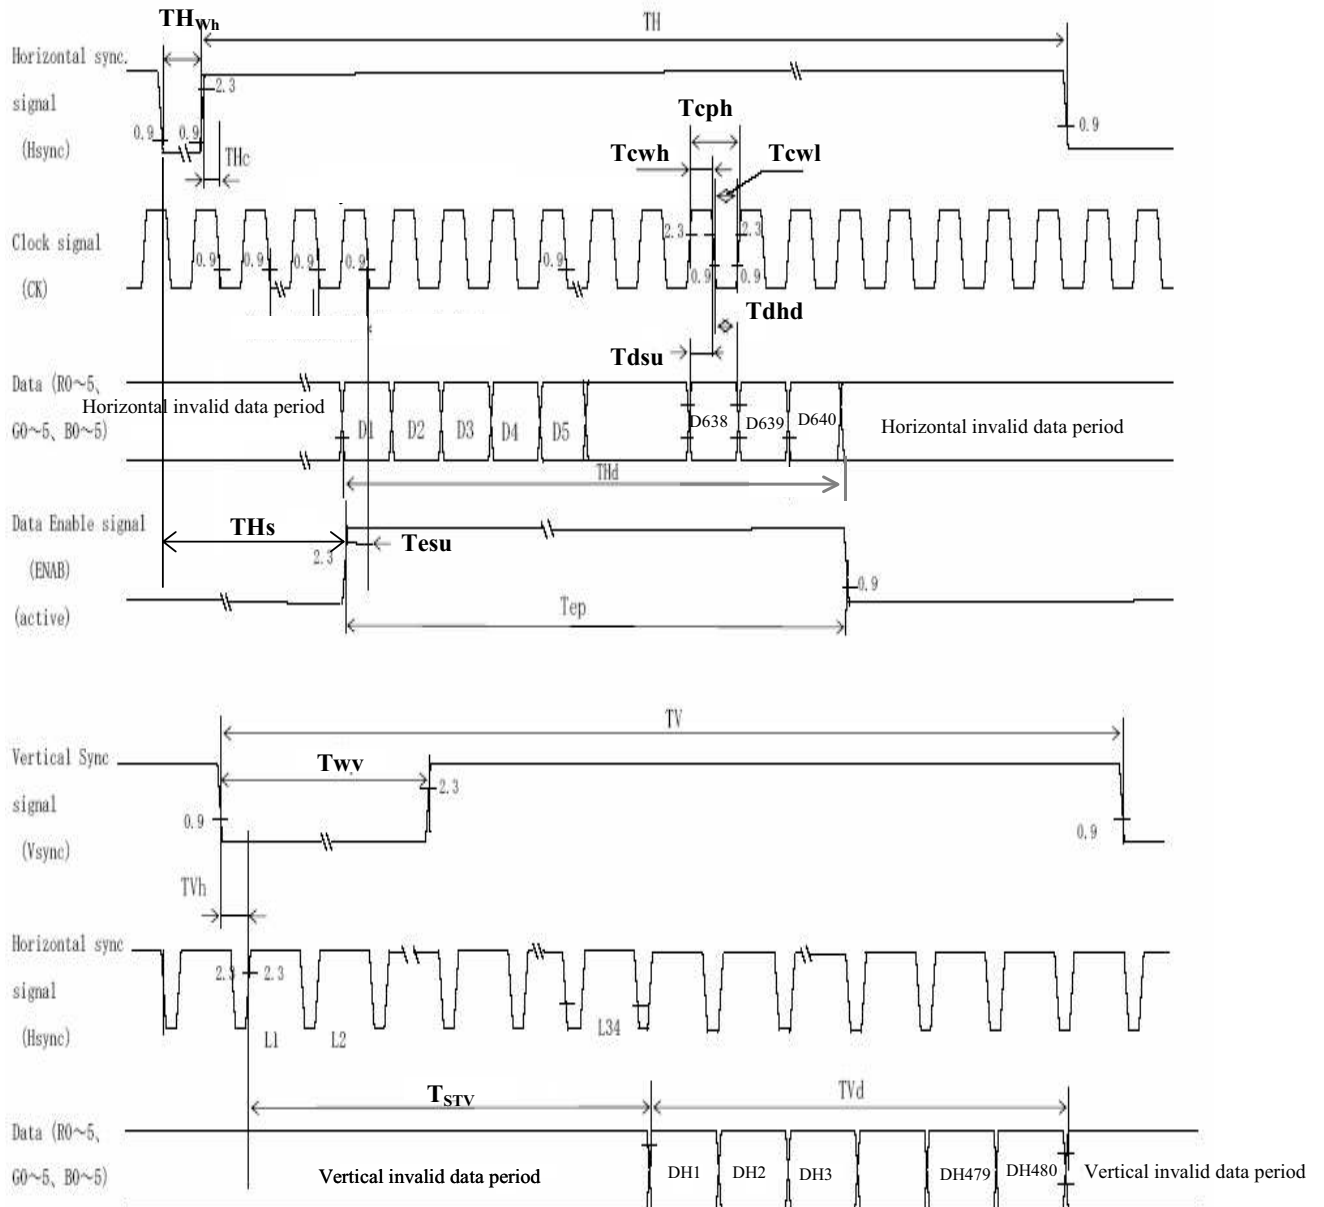 THWh
TH
Horizontal sync.
signal
(Hsync)
0.9
0.9
2.3
THc
0.9
Tcph
Tcwh
Tcwl
Clock signal
(CK)
0.9
0.9
0.9
0.9
0.9
2.3
2.3
0.9
0.9
Tdhd
Tdsu
Data (R0～5、
G0～5、B0～5)
Horizontal invalid data period
D1
D2
D3
D4
D5
D638
D639
D640
Horizontal invalid data period
THd
Data Enable signal
(ENAB)
(active)
THs
2.3
Tesu
0.9
Tep
TV
Vertical Sync
signal
(Vsync)
Twv
0.9
2.3
0.9
TVh
Horizontal sync
signal
(Hsync)
2.3
2.3
L1
L2
L34
TSTV
TVd
Data (R0～5、
G0～5、B0～5)
Vertical invalid data period
DH1
DH2
DH3
DH479
DH480
Vertical invalid data period